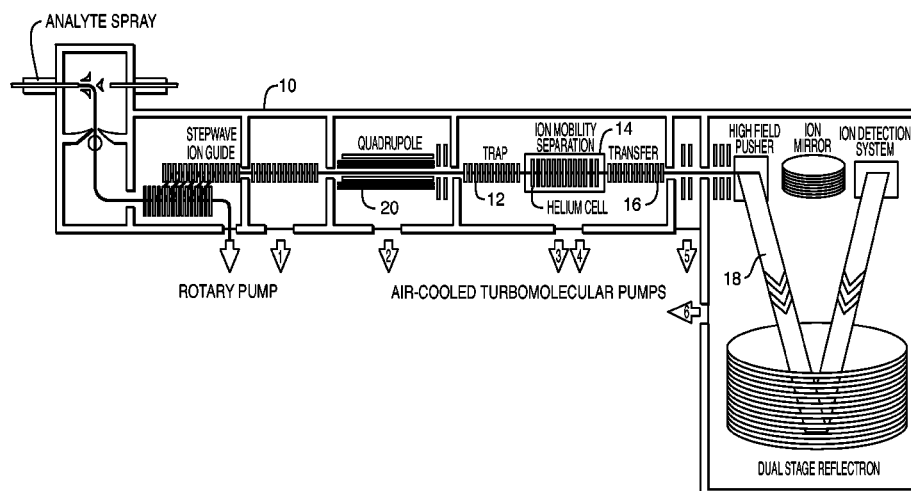 ANALYTE SPRAY
10
STEPWAVE
ION GUIDE
QUADRUPOLE
20
TRAP
12
ION MOBILITY
SEPARATION
14
HELIUM CELL
TRANSFER
16
HIGH FIELD
PUSHER
ION
MIRROR
ION DETECTION
SYSTEM
18
1
2
3
4
5
6
ROTARY PUMP
AIR-COOLED TURBOMOLECULAR PUMPS
DUAL STAGE REFLECTRON